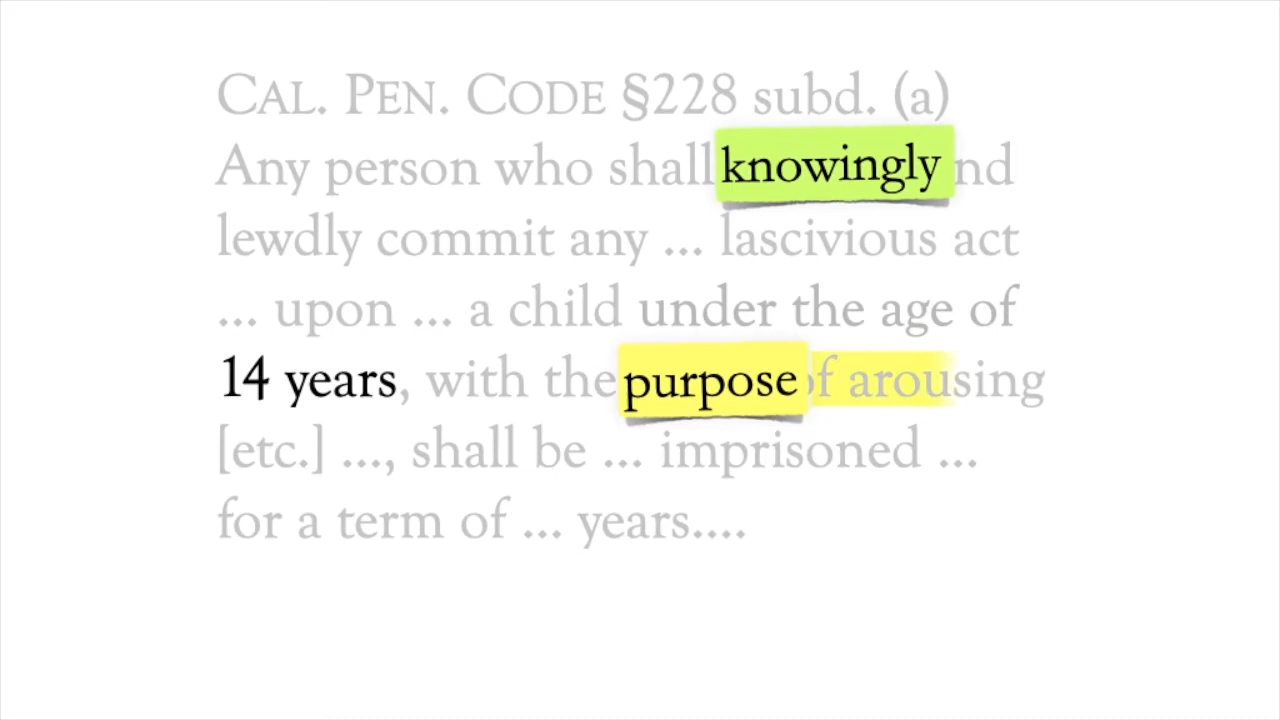 CAL. PEN. CODE §228 subd. (a)
Any person who shall knowingly nd
lewdly commit any ... lascivious act
... upon ... a child under the age of
14 years, with the purpose of arousing
[etc.] ..., shall be ... imprisoned ...
for a term of ... years....